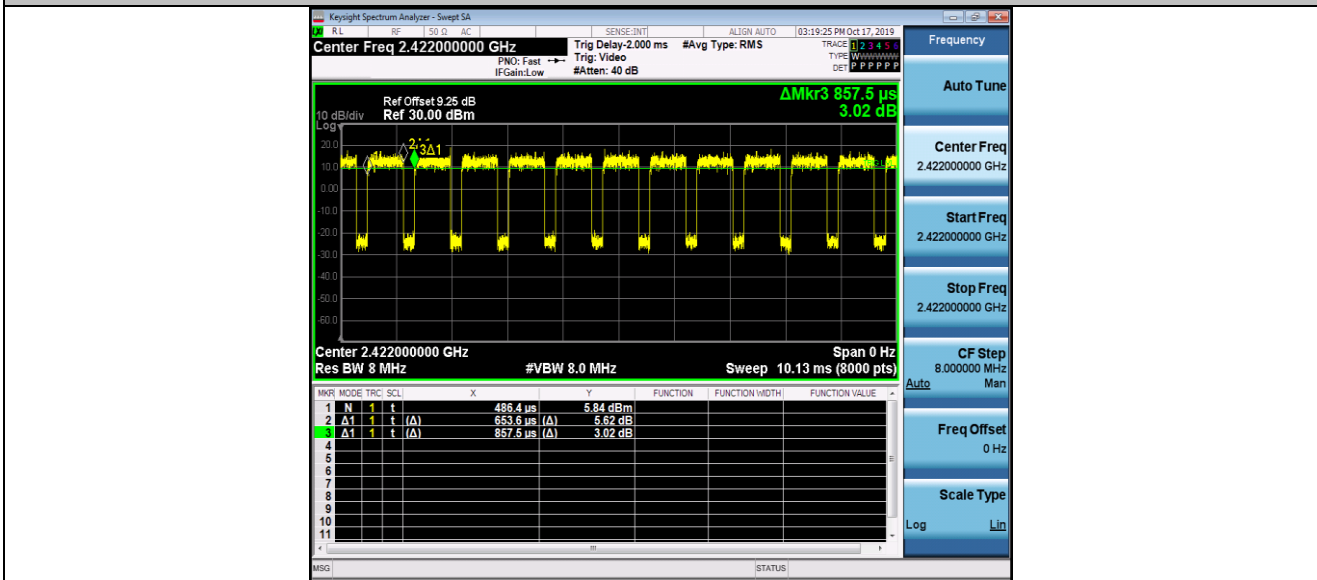 Keysight Spectrum Analyzer - Swept SA
RL RF 50 Ω AC SENSE:INT ALIGN AUTO 03:19:25 PM Oct 17, 2019
Center Freq 2.422000000 GHz
PNO: Fast
IFGain:Low
Trig Delay-2.000 ms #Avg Type: RMS
Trig: Video
#Atten: 40 dB
TRACE 1 2 3 4 5 6
TYPE WWWWWW
DET P P P P P P
Frequency
ΔMkr3 857.5 µs
3.02 dB
Ref Offset 9.25 dB
10 dB/div Ref 30.00 dBm
Log
20.0
10.0
0.00
-10.0
-20.0
-30.0
-40.0
-50.0
-60.0
3Δ1
Center 2.422000000 GHz Span 0 Hz
Res BW 8 MHz #VBW 8.0 MHz Sweep 10.13 ms (8000 pts)
MKR MODE TRC SCL X Y FUNCTION FUNCTION WIDTH FUNCTION VALUE
1 N 1 t 486.4 µs 5.84 dBm
2 Δ1 1 t (Δ) 653.6 µs (Δ) 5.62 dB
3 Δ1 1 t (Δ) 857.5 µs (Δ) 3.02 dB
4
5
6
7
8
9
10
11
MSG STATUS
Auto Tune
Center Freq
2.422000000 GHz
Start Freq
2.422000000 GHz
Stop Freq
2.422000000 GHz
CF Step
8.000000 MHz
Auto Man
Freq Offset
0 Hz
Scale Type
Log Lin